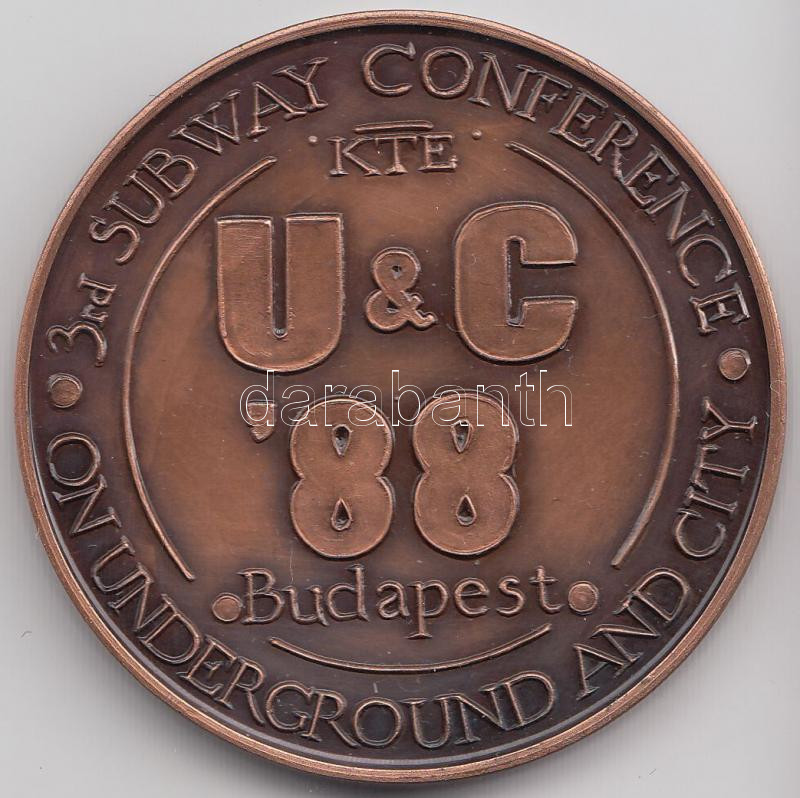 3rd SUBWAY CONFERENCE
ON UNDERGROUND AND CITY
KTE
U & C
'88
Budapest
darabanth